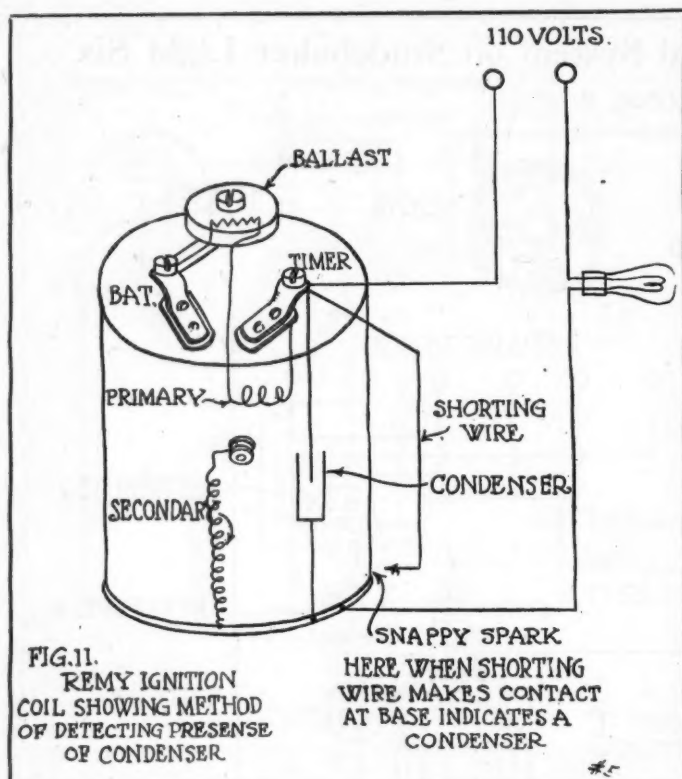 110 VOLTS.
BALLAST
TIMER
BAT.
PRIMARY
SHORTING
WIRE
CONDENSER
SECONDARY
SNAPPY SPARK
HERE WHEN SHORTING
WIRE MAKES CONTACT
AT BASE INDICATES A
CONDENSER
FIG.11.
REMY IGNITION
COIL SHOWING METHOD
OF DETECTING PRESENSE
OF CONDENSER
#5